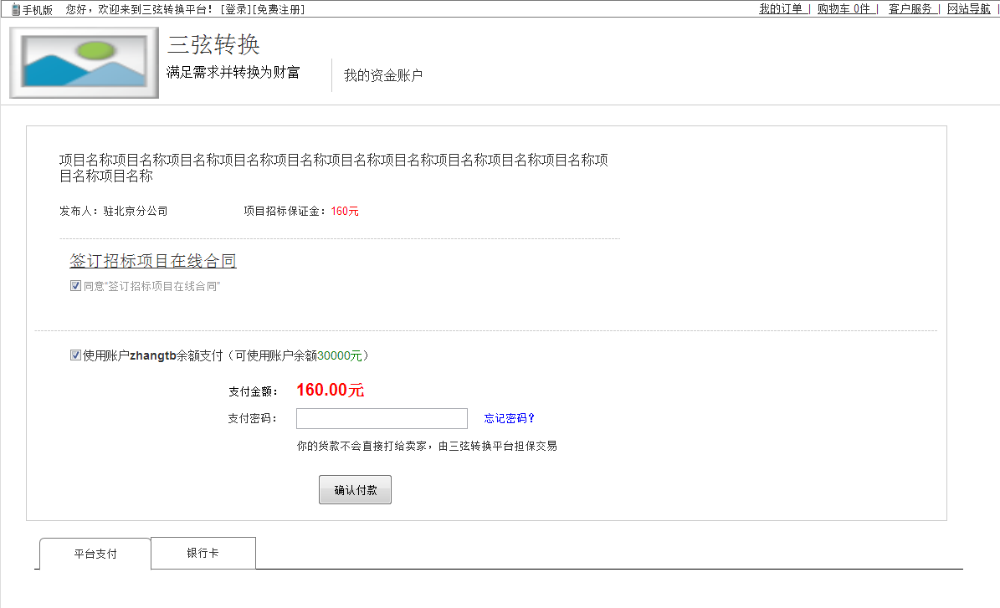 手机版 您好，欢迎来到三弦转换平台！[登录][免费注册] 我的订单 | 购物车 0件 | 客户服务 | 网站导航 |
三弦转换
满足需求并转换为财富
我的资金账户
项目名称项目名称项目名称项目名称项目名称项目名称项目名称项目名称项目名称项目名称项
目名称项目名称
发布人：驻北京分公司 项目招标保证金：160元
签订招标项目在线合同
同意“签订招标项目在线合同”
使用账户zhangtb余额支付（可使用账户余额30000元）
支付金额： 160.00元
支付密码： 忘记密码？
你的货款不会直接打给卖家，由三弦转换平台担保交易
确认付款
平台支付 银行卡